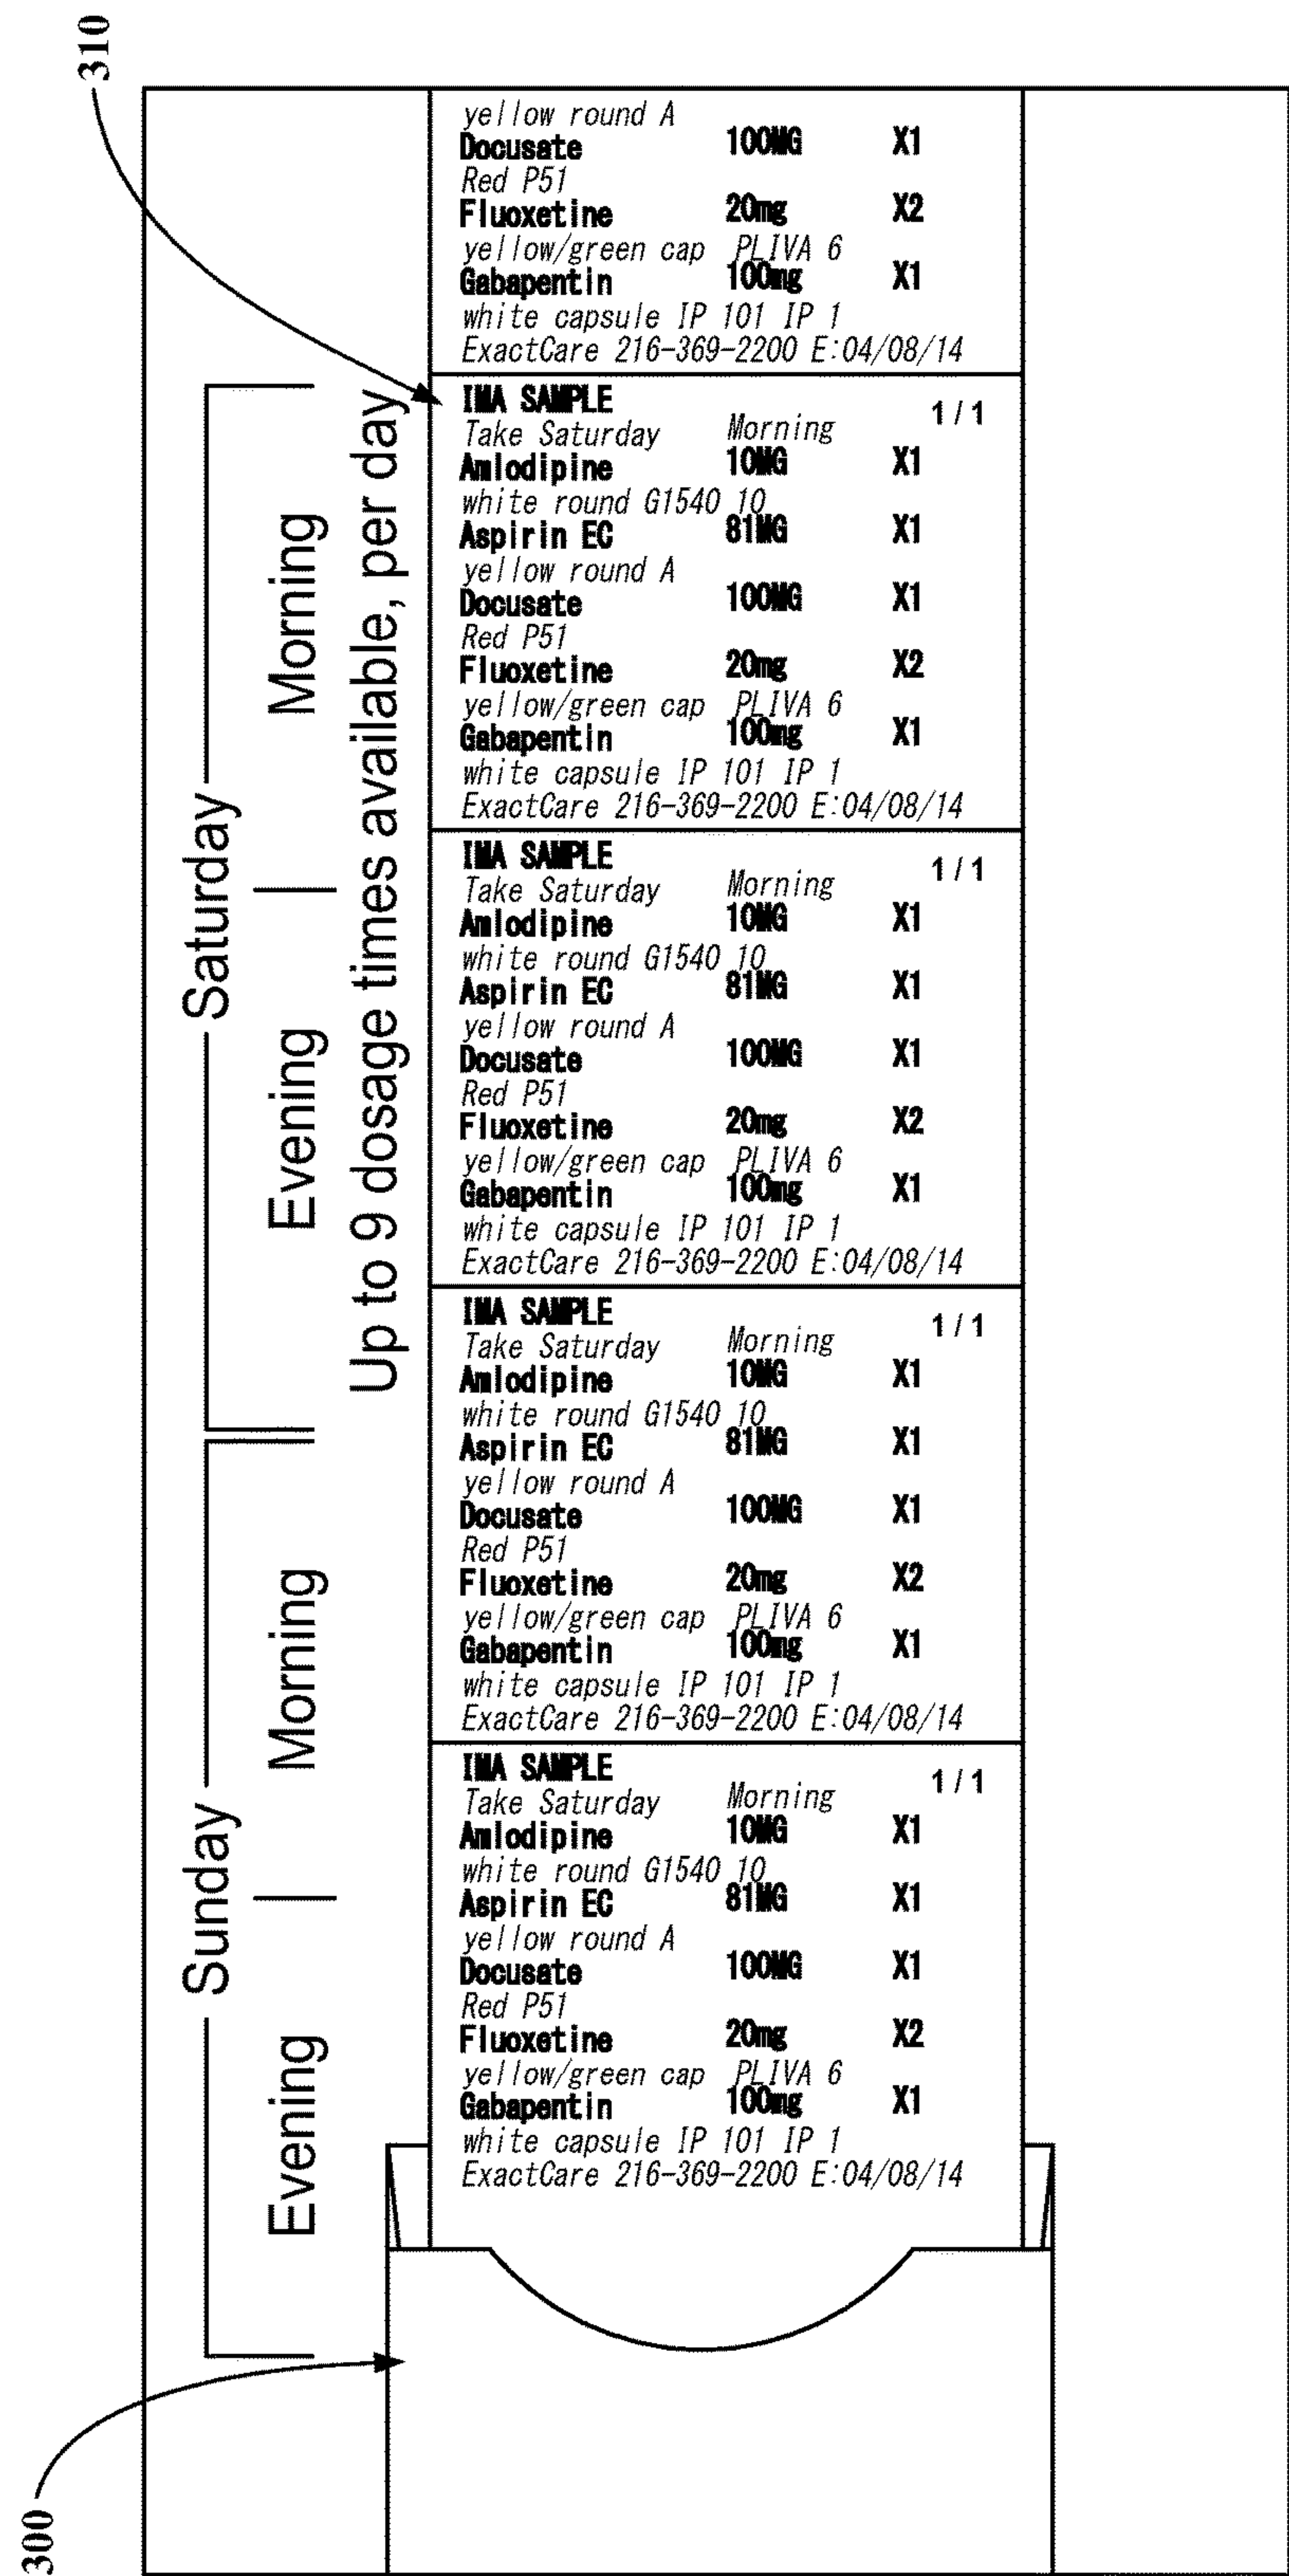 310
300
Saturday
Morning
Evening
Up to 9 dosage times available, per day
Sunday
Morning
Evening
yellow round A
Docusate 100MG X1
Red P51
Fluoxetine 20mg X2
yellow/green cap PLIVA 6
Gabapentin 100mg X1
white capsule IP 101 IP 1
ExactCare 216-369-2200 E:04/08/14
IMA SAMPLE 1/1
Take Saturday Morning
Amlodipine 10MG X1
white round G1540 10
Aspirin EC 81MG X1
yellow round A
Docusate 100MG X1
Red P51
Fluoxetine 20mg X2
yellow/green cap PLIVA 6
Gabapentin 100mg X1
white capsule IP 101 IP 1
ExactCare 216-369-2200 E:04/08/14
IMA SAMPLE 1/1
Take Saturday Morning
Amlodipine 10MG X1
white round G1540 10
Aspirin EC 81MG X1
yellow round A
Docusate 100MG X1
Red P51
Fluoxetine 20mg X2
yellow/green cap PLIVA 6
Gabapentin 100mg X1
white capsule IP 101 IP 1
ExactCare 216-369-2200 E:04/08/14
IMA SAMPLE 1/1
Take Saturday Morning
Amlodipine 10MG X1
white round G1540 10
Aspirin EC 81MG X1
yellow round A
Docusate 100MG X1
Red P51
Fluoxetine 20mg X2
yellow/green cap PLIVA 6
Gabapentin 100mg X1
white capsule IP 101 IP 1
ExactCare 216-369-2200 E:04/08/14
IMA SAMPLE 1/1
Take Saturday Morning
Amlodipine 10MG X1
white round G1540 10
Aspirin EC 81MG X1
yellow round A
Docusate 100MG X1
Red P51
Fluoxetine 20mg X2
yellow/green cap PLIVA 6
Gabapentin 100mg X1
white capsule IP 101 IP 1
ExactCare 216-369-2200 E:04/08/14